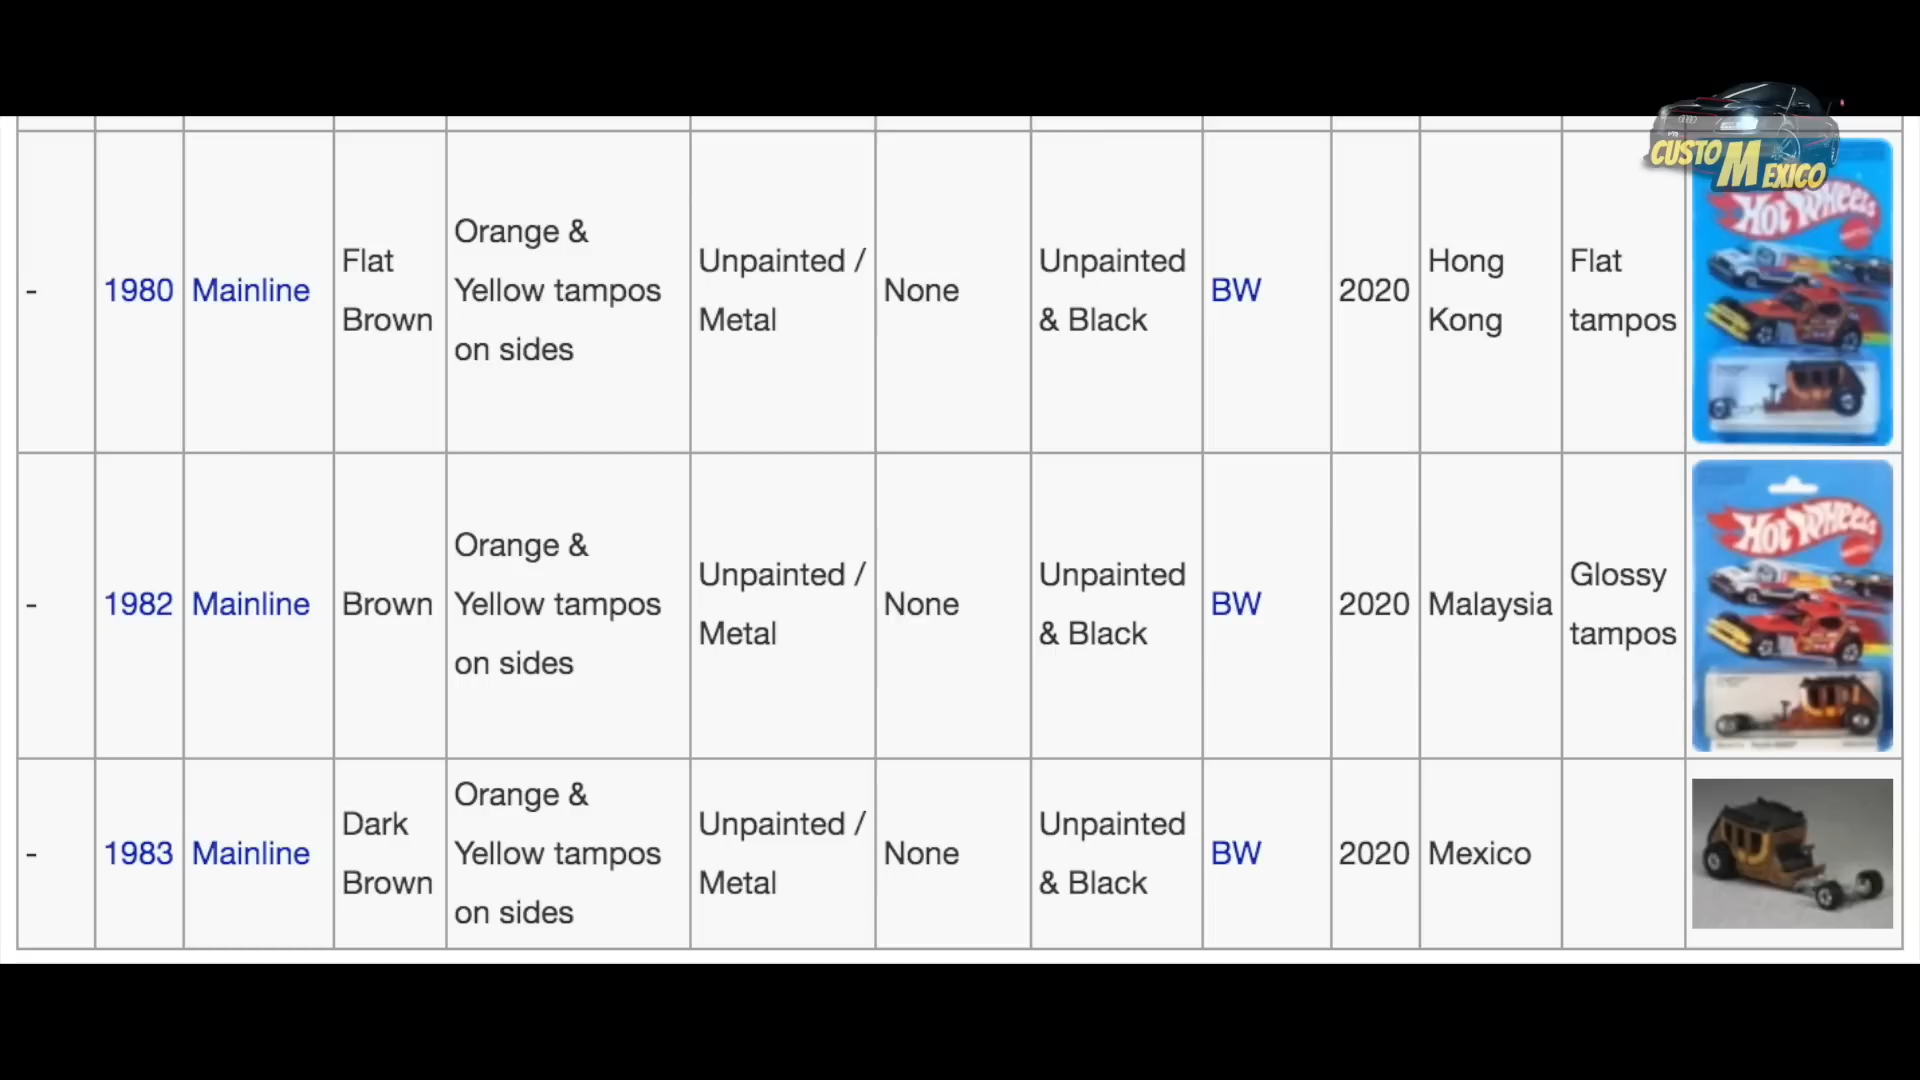 CUSTO MEXICO
-
1980
Mainline
Flat
Brown
Orange &
Yellow tampos
on sides
Unpainted /
Metal
None
Unpainted
& Black
BW
2020
Hong
Kong
Flat
tampos
HOT WHEELS
-
1982
Mainline
Brown
Orange &
Yellow tampos
on sides
Unpainted /
Metal
None
Unpainted
& Black
BW
2020
Malaysia
Glossy
tampos
HOT WHEELS
-
1983
Mainline
Dark
Brown
Orange &
Yellow tampos
on sides
Unpainted /
Metal
None
Unpainted
& Black
BW
2020
Mexico